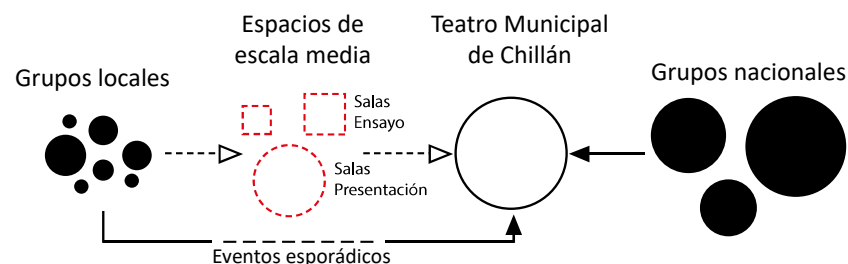 Grupos locales
Espacios de
escala media
Salas
Ensayo
Salas
Presentación
Teatro Municipal
de Chillán
Grupos nacionales
Eventos esporádicos